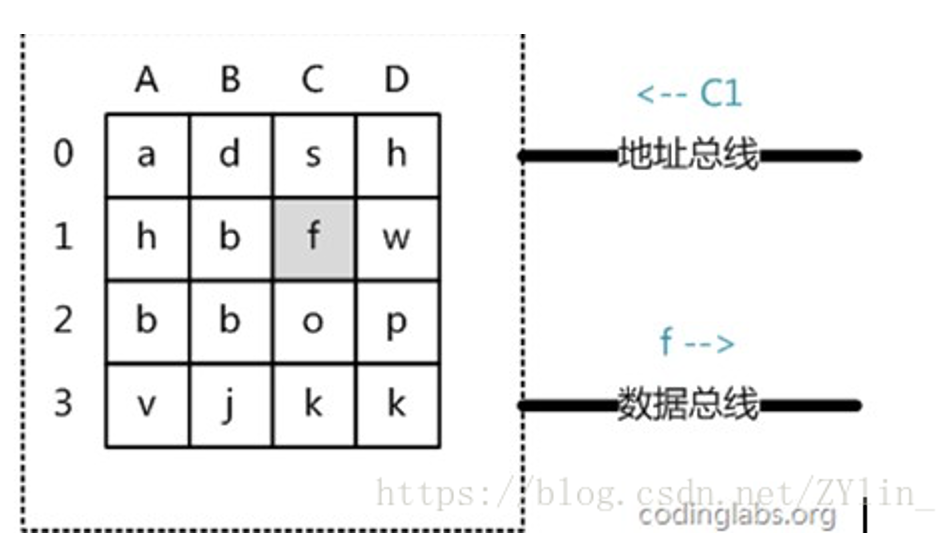 A B C D
<-- C1
0 a d s h
地址总线
1 h b f w
2 b b o p
f -->
3 v j k k
数据总线
https://blog.csdn.net/ZYlin_
codinglabs.org